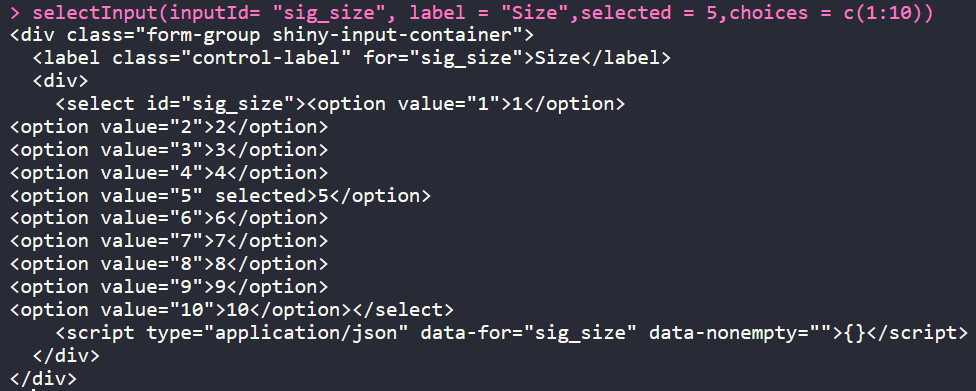 > selectInput(inputId= "sig_size", label = "Size",selected = 5,choices = c(1:10))
<div class="form-group shiny-input-container">
  <label class="control-label" for="sig_size">Size</label>
  <div>
    <select id="sig_size"><option value="1">1</option>
<option value="2">2</option>
<option value="3">3</option>
<option value="4">4</option>
<option value="5" selected>5</option>
<option value="6">6</option>
<option value="7">7</option>
<option value="8">8</option>
<option value="9">9</option>
<option value="10">10</option></select>
    <script type="application/json" data-for="sig_size" data-nonempty="">{}</script>
  </div>
</div>